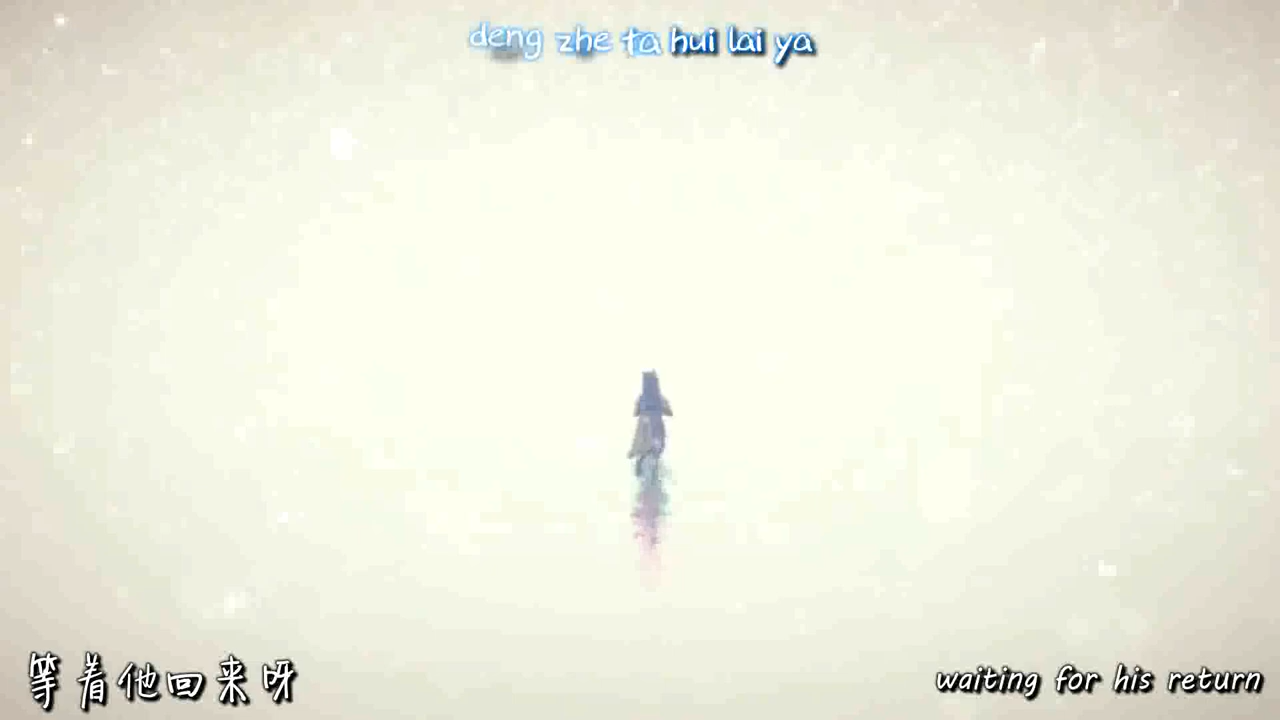 deng zhe ta hui lai ya
等着他回来呀
waiting for his return